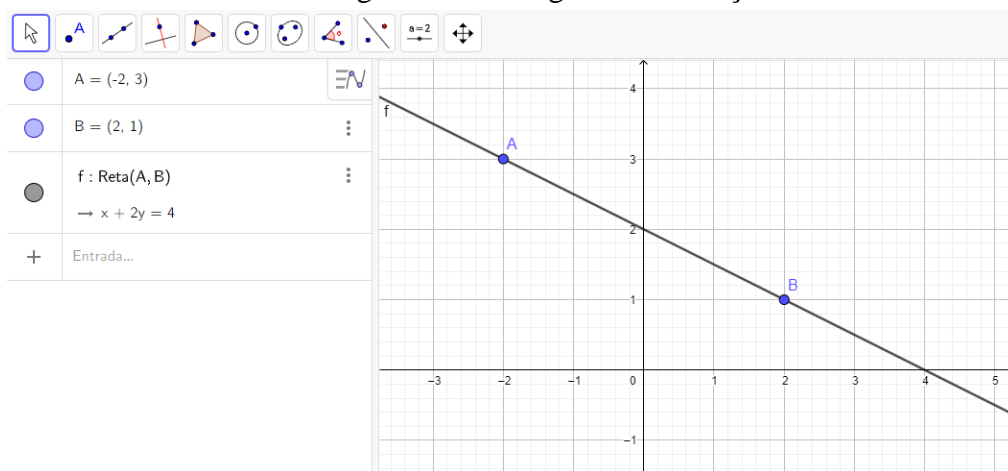 A
a=2
A = (-2, 3)
B = (2, 1)
f : Reta(A, B)
→ x + 2y = 4
+ Entrada...
f
A
B
4
3
2
1
–1
–3
–2
–1
0
1
2
3
4
5